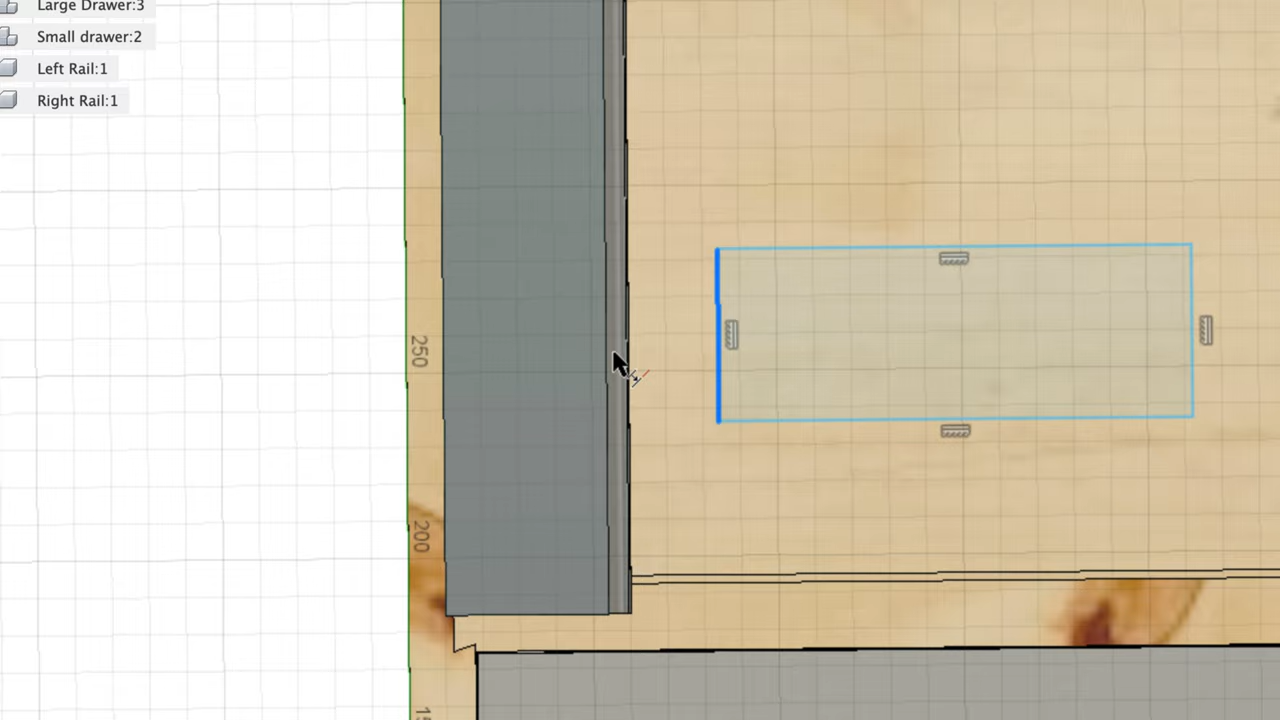 Large Drawer:3
Small drawer:2
Left Rail:1
Right Rail:1
250
200